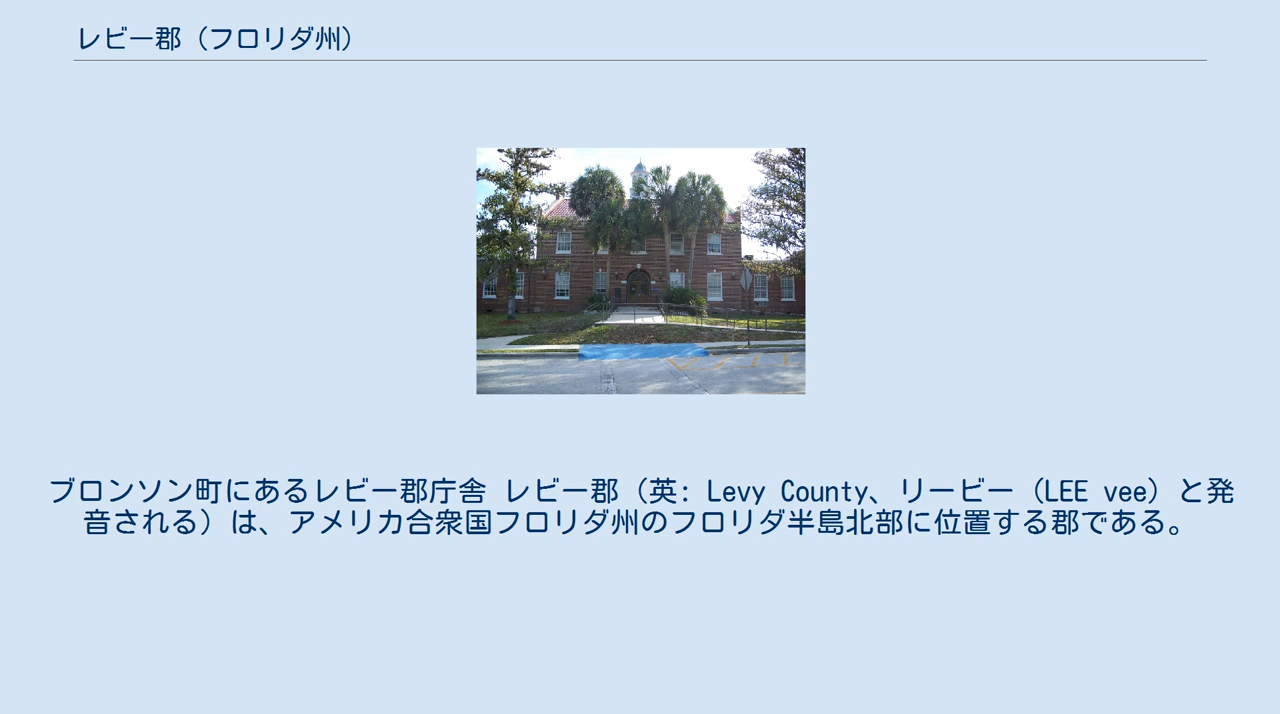 レビー郡（フロリダ州）
ブロンソン町にあるレビー郡庁舎 レビー郡（英: Levy County、リービー（LEE vee）と発
音される）は、アメリカ合衆国フロリダ州のフロリダ半島北部に位置する郡である。